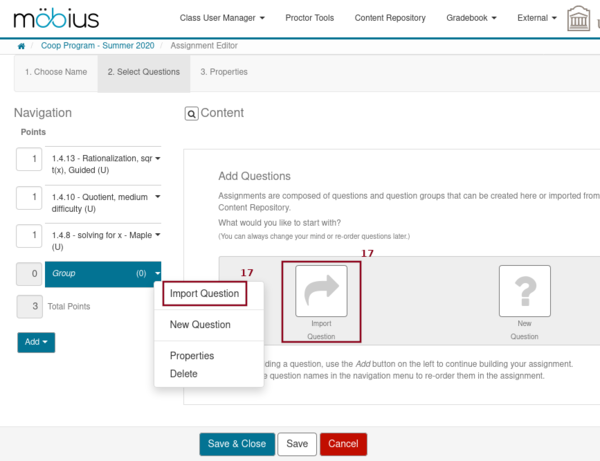 möbius
Class User Manager
Proctor Tools
Content Repository
Gradebook
External
Coop Program - Summer 2020 / Assignment Editor
1. Choose Name
2. Select Questions
3. Properties
Navigation
Points
1
1.4.13 - Rationalization, sqr
t(x), Guided (U)
1
1.4.10 - Quotient, medium
difficulty (U)
1
1.4.8 - solving for x - Maple
(U)
0
Group (0)
3 Total Points
Add
Import Question
New Question
Properties
Delete
Content
Add Questions
Assignments are composed of questions and question groups that can be created here or imported from
Content Repository.
What would you like to start with?
(You can always change your mind or re-order questions later.)
17
17
Import
Question
?
New
Question
ding a question, use the Add button on the left to continue building your assignment.
e question names in the navigation menu to re-order them in the assignment.
Save & Close
Save
Cancel